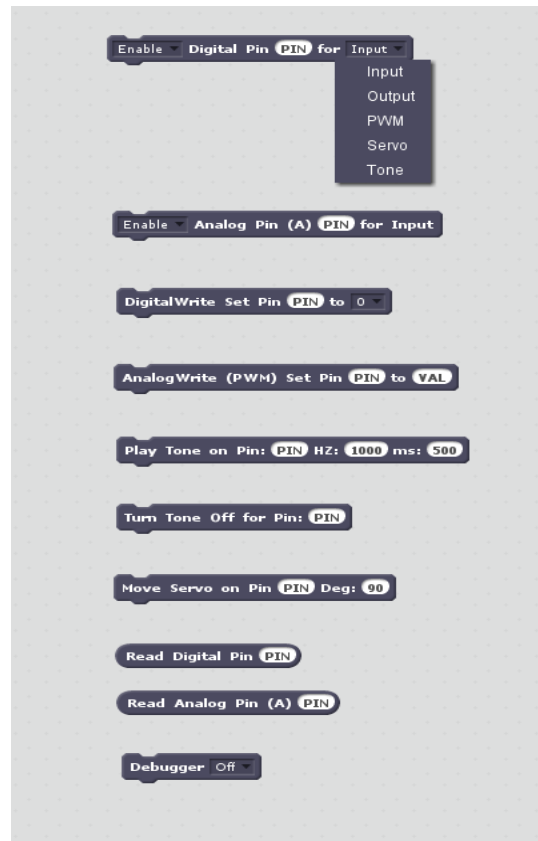 Enable Digital Pin PIN for Input
Input
Output
PWM
Servo
Tone
Enable Analog Pin (A) PIN for Input
DigitalWrite Set Pin PIN to 0
AnalogWrite (PWM) Set Pin PIN to VAL
Play Tone on Pin: PIN HZ: 1000 ms: 500
Turn Tone Off for Pin: PIN
Move Servo on Pin PIN Deg: 90
Read Digital Pin PIN
Read Analog Pin (A) PIN
Debugger Off